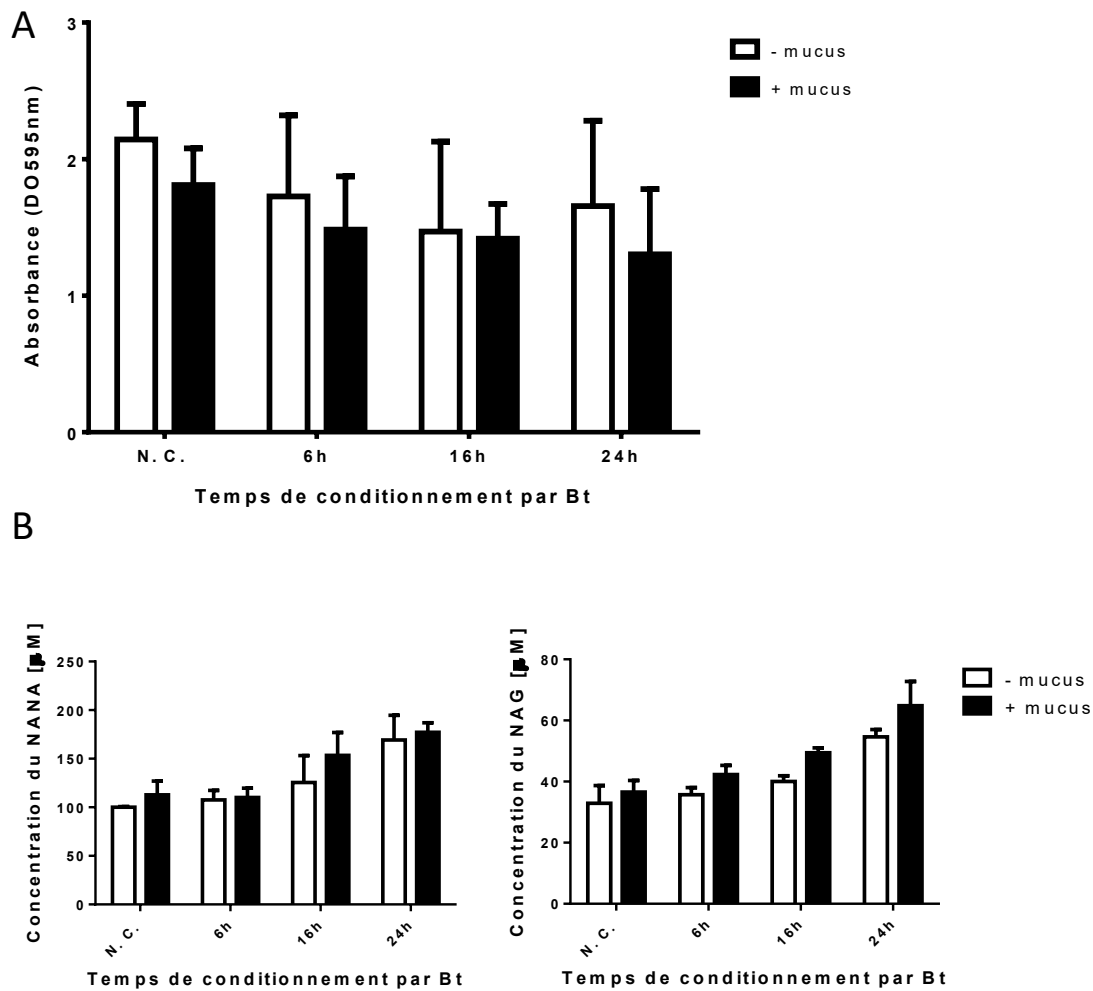 A
3
2
1
0
Absorbance (DO595nm)
- mucus
+ mucus
N.C.
6h
16h
24h
Temps de conditionnement par Bt
B
Concentration du NANA [µM]
250
200
150
100
50
0
N.C.
6h
16h
24h
Temps de conditionnement par Bt
Concentration du NAG [µM]
80
60
40
20
0
N.C.
6h
16h
24h
Temps de conditionnement par Bt
- mucus
+ mucus